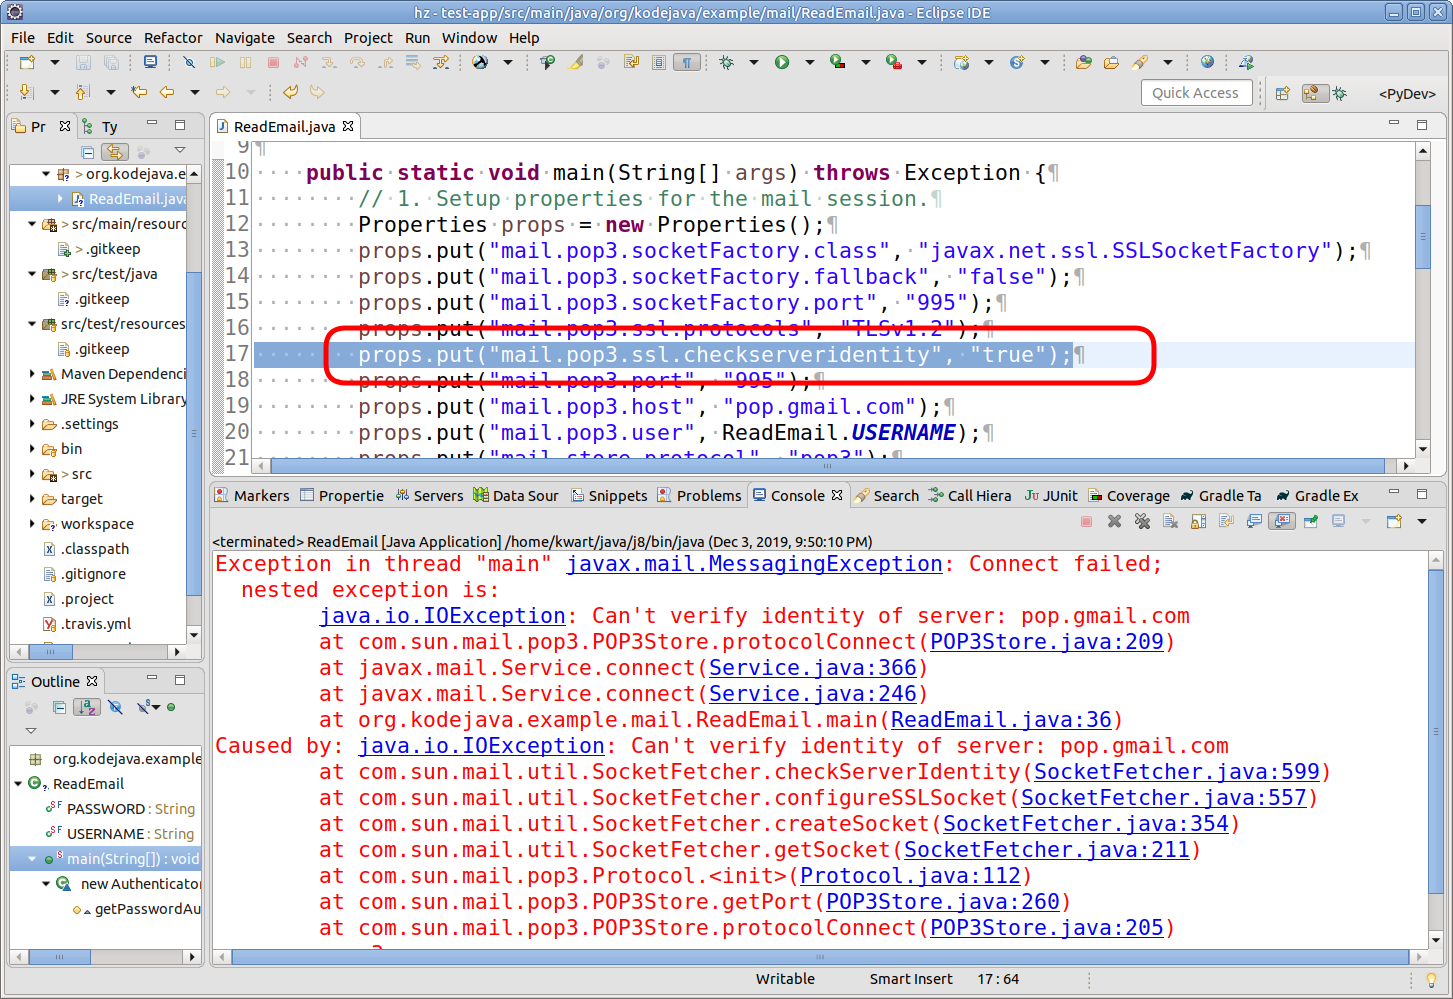 hz - test-app/src/main/java/org/kodejava/example/mail/ReadEmail.java - Eclipse IDE
File Edit Source Refactor Navigate Search Project Run Window Help
Quick Access
<PyDev>
Pr
Ty
> org.kodejava.e
ReadEmail.java
> src/main/resourc
> .gitkeep
> src/test/java
.gitkeep
src/test/resources
.gitkeep
Maven Dependenci
JRE System Library
.settings
bin
> src
target
workspace
.classpath
.gitignore
.project
.travis.yml
Outline
org.kodejava.example
ReadEmail
PASSWORD : String
USERNAME : String
main(String[]) : void
new Authenticator
getPasswordAu
ReadEmail.java
9 ¶
10 ····public·static·void·main(String[]·args)·throws·Exception·{¶
11 ········//·1.·Setup·properties·for·the·mail·session.¶
12 ········Properties·props·=·new·Properties();¶
13 ········props.put("mail.pop3.socketFactory.class",·"javax.net.ssl.SSLSocketFactory");¶
14 ········props.put("mail.pop3.socketFactory.fallback",·"false");¶
15 ········props.put("mail.pop3.socketFactory.port",·"995");¶
16 ········props.put("mail.pop3.ssl.protocols",·"TLSv1.2");¶
17 ········props.put("mail.pop3.ssl.checkserveridentity",·"true");¶
18 ········props.put("mail.pop3.port",·"995");¶
19 ········props.put("mail.pop3.host",·"pop.gmail.com");¶
20 ········props.put("mail.pop3.user",·ReadEmail.USERNAME);¶
21 ········props.put("mail.store.protocol",·"pop3");¶
Markers Propertie Servers Data Sour Snippets Problems Console Search Call Hiera JUnit Coverage Gradle Ta Gradle Ex
<terminated> ReadEmail [Java Application] /home/kwart/java/j8/bin/java (Dec 3, 2019, 9:50:10 PM)
Exception in thread "main" javax.mail.MessagingException: Connect failed;
nested exception is:
java.io.IOException: Can't verify identity of server: pop.gmail.com
at com.sun.mail.pop3.POP3Store.protocolConnect(POP3Store.java:209)
at javax.mail.Service.connect(Service.java:366)
at javax.mail.Service.connect(Service.java:246)
at org.kodejava.example.mail.ReadEmail.main(ReadEmail.java:36)
Caused by: java.io.IOException: Can't verify identity of server: pop.gmail.com
at com.sun.mail.util.SocketFetcher.checkServerIdentity(SocketFetcher.java:599)
at com.sun.mail.util.SocketFetcher.configureSSLSocket(SocketFetcher.java:557)
at com.sun.mail.util.SocketFetcher.createSocket(SocketFetcher.java:354)
at com.sun.mail.util.SocketFetcher.getSocket(SocketFetcher.java:211)
at com.sun.mail.pop3.Protocol.<init>(Protocol.java:112)
at com.sun.mail.pop3.POP3Store.getPort(POP3Store.java:260)
at com.sun.mail.pop3.POP3Store.protocolConnect(POP3Store.java:205)
Writable
Smart Insert
17 : 64